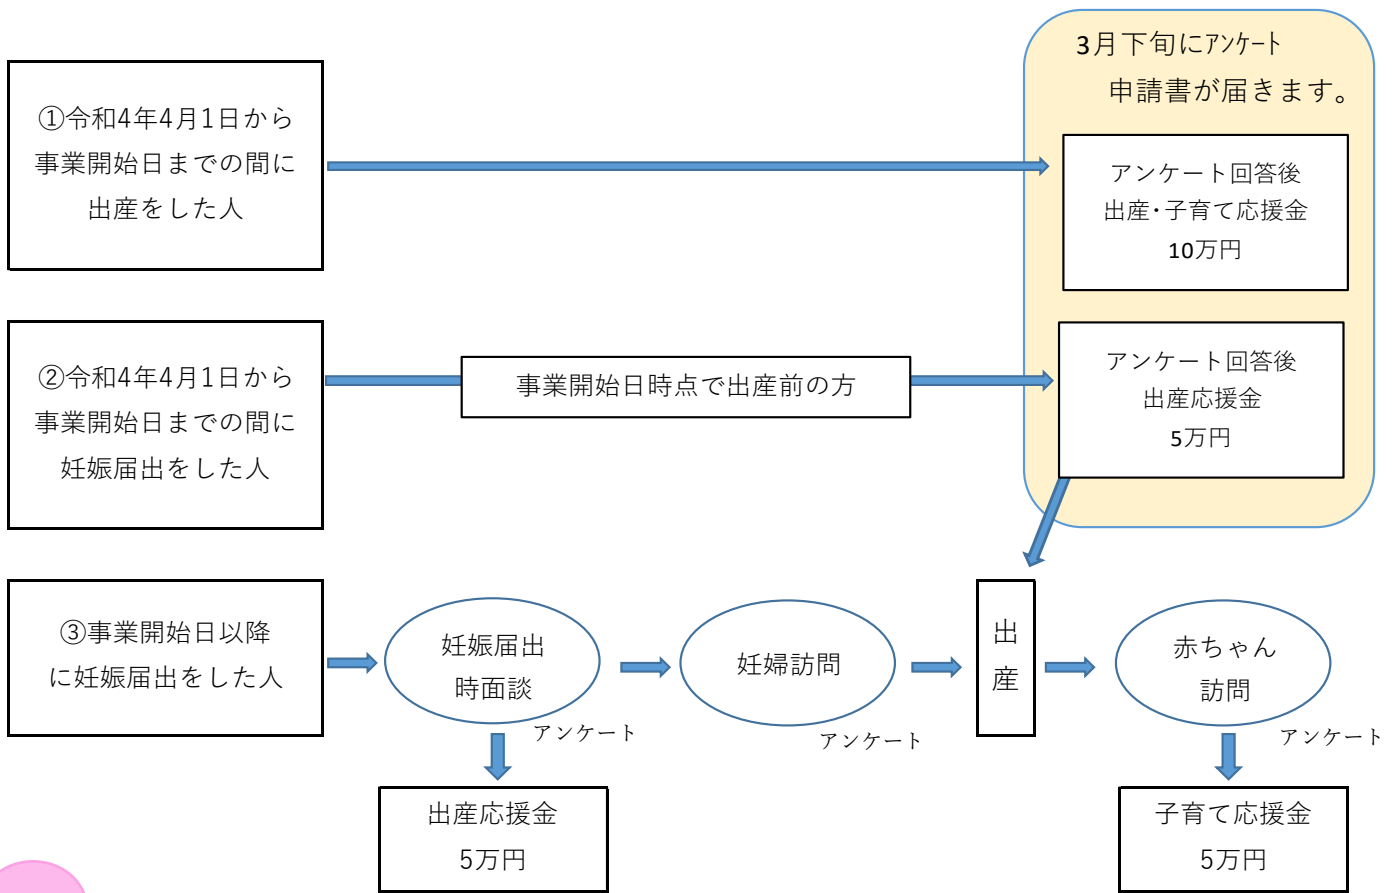 3月下旬にｱﾝｹｰﾄ
申請書が届きます。
①令和4年4月1日から
事業開始日までの間に
出産をした人
アンケート回答後
出産・子育て応援金
10万円
②令和4年4月1日から
事業開始日までの間に
妊娠届出をした人
事業開始日時点で出産前の方
アンケート回答後
出産応援金
5万円
③事業開始日以降
に妊娠届出をした人
妊娠届出
時面談
アンケート
妊婦訪問
アンケート
出
産
赤ちゃん
訪問
アンケート
出産応援金
5万円
子育て応援金
5万円